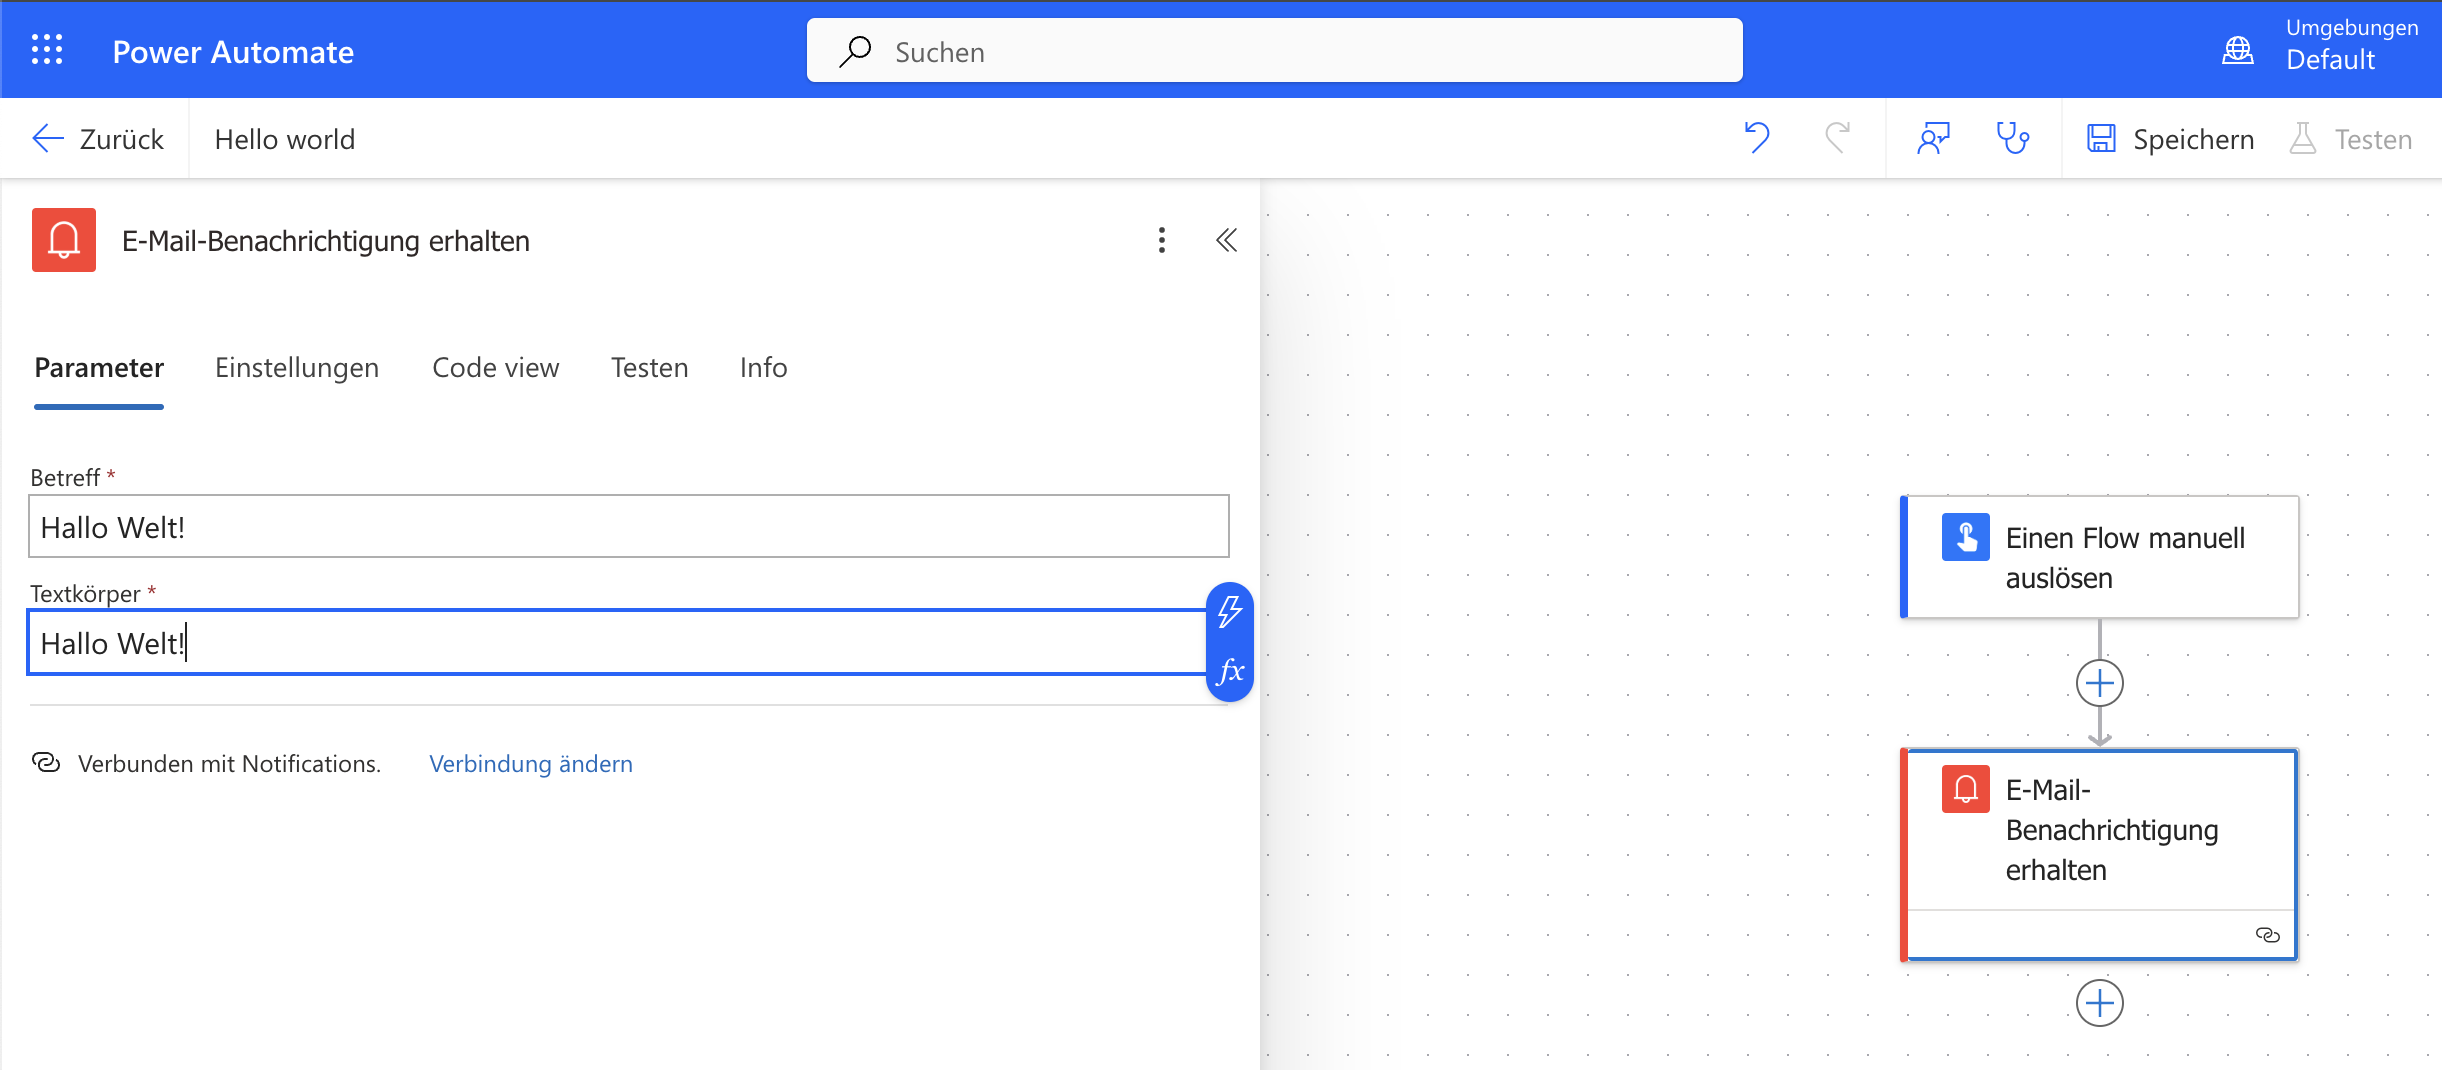 Power Automate
Suchen
Umgebungen
Default
Zurück
Hello world
Speichern
Testen
E-Mail-Benachrichtigung erhalten
Parameter
Einstellungen
Code view
Testen
Info
Betreff *
Hallo Welt!
Textkörper *
Hallo Welt!
fx
Verbunden mit Notifications.
Verbindung ändern
Einen Flow manuell
auslösen
E-Mail-
Benachrichtigung
erhalten